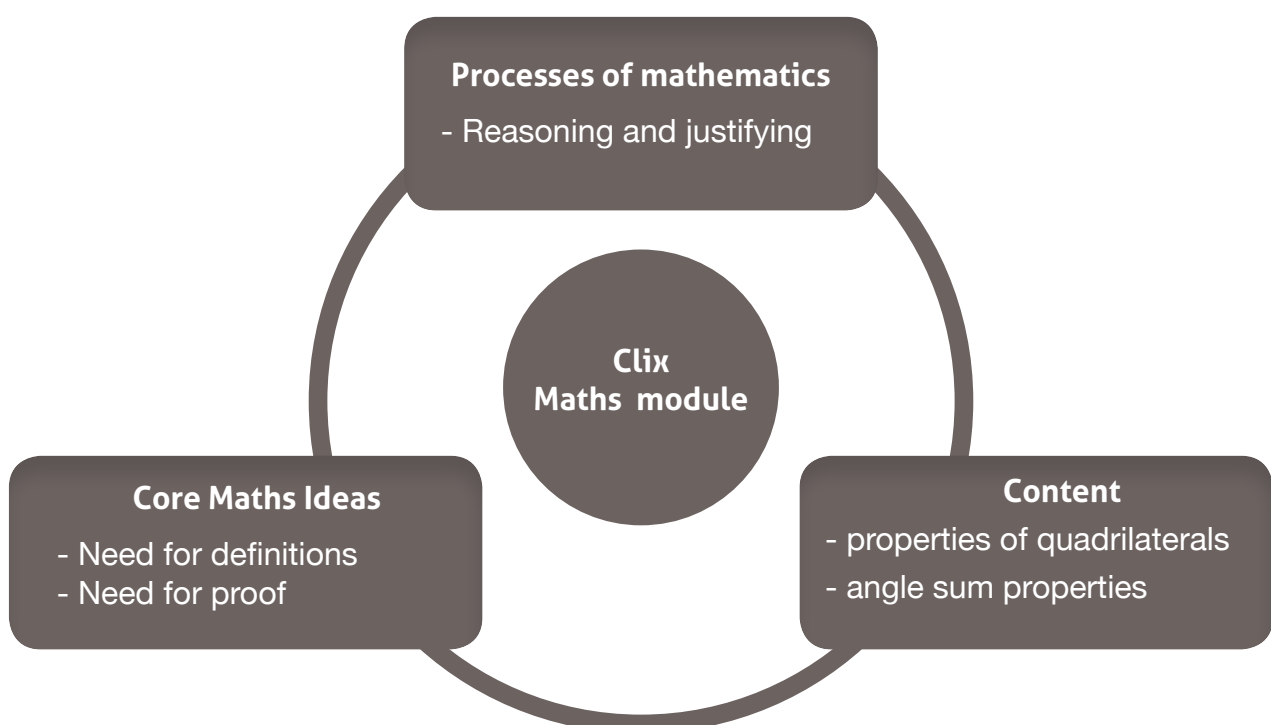 Processes of mathematics
- Reasoning and justifying
Clix
Maths module
Core Maths Ideas
- Need for definitions
- Need for proof
Content
- properties of quadrilaterals
- angle sum properties